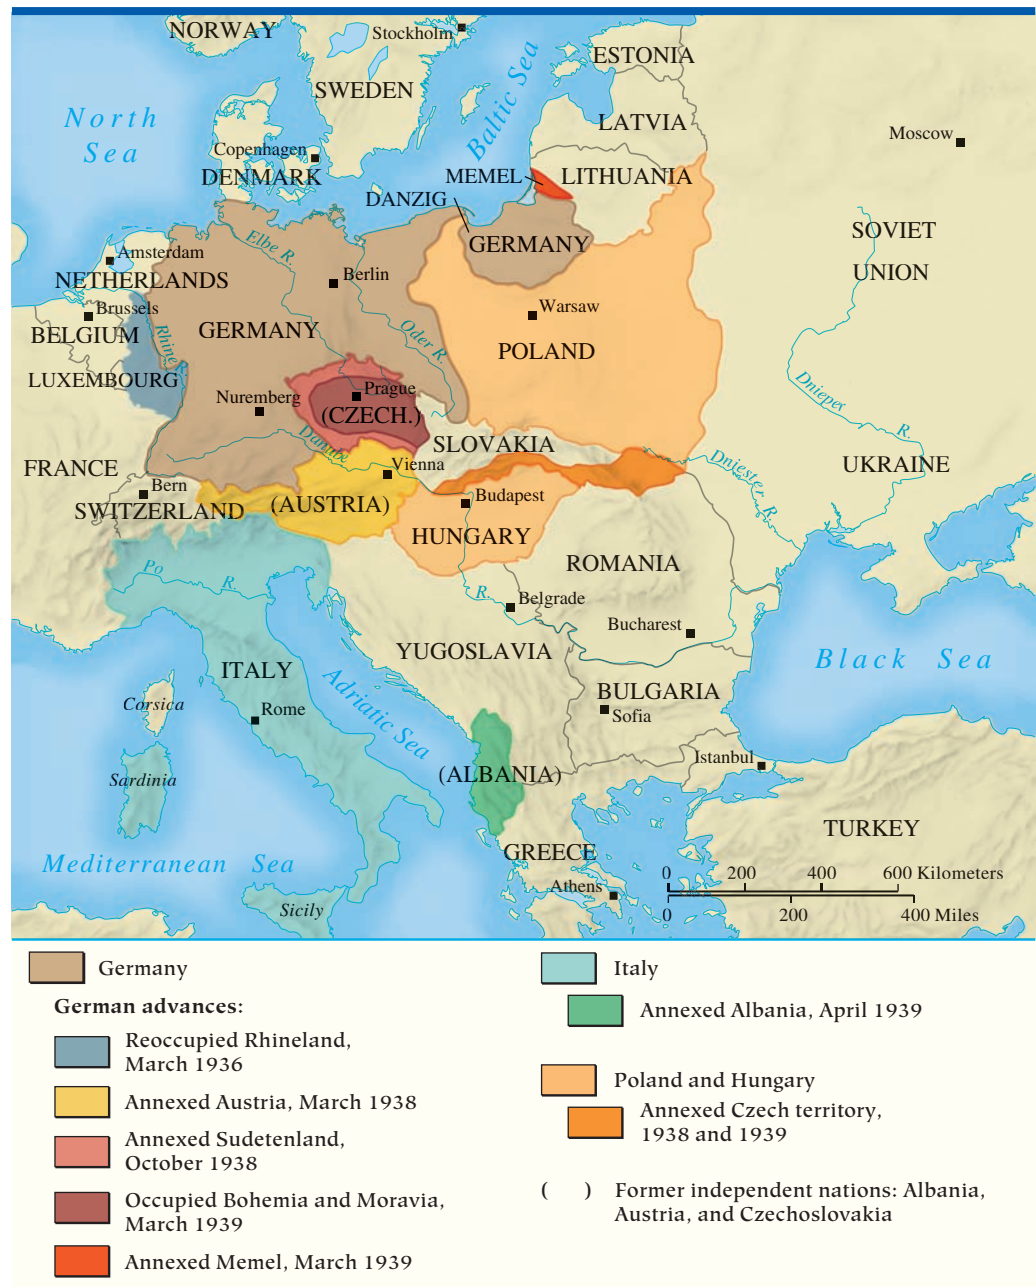 NORWAY
Stockholm
ESTONIA
SWEDEN
Baltic Sea
North
Sea
LATVIA
Moscow
Copenhagen
DENMARK
MEMEL
LITHUANIA
DANZIG
SOVIET
UNION
Elbe R.
GERMANY
Amsterdam
NETHERLANDS
Berlin
Brussels
Warsaw
BELGIUM
Rhine R.
GERMANY
Oder R.
POLAND
LUXEMBOURG
Nuremberg
Prague
(CZECH.)
Dnieper
R.
Danube
SLOVAKIA
FRANCE
Vienna
Dniester R.
UKRAINE
Bern
SWITZERLAND
(AUSTRIA)
Budapest
HUNGARY
ROMANIA
Po
R.
R.
Belgrade
Bucharest
YUGOSLAVIA
Black Sea
ITALY
Adriatic Sea
BULGARIA
Corsica
Rome
Sofia
Istanbul
Sardinia
(ALBANIA)
TURKEY
GREECE
Mediterranean Sea
Athens
Sicily
0 200 400 600 Kilometers
0 200 400 Miles
Germany
German advances:
Reoccupied Rhineland,
March 1936
Annexed Austria, March 1938
Annexed Sudetenland,
October 1938
Occupied Bohemia and Moravia,
March 1939
Annexed Memel, March 1939
Italy
Annexed Albania, April 1939
Poland and Hungary
Annexed Czech territory,
1938 and 1939
( ) Former independent nations: Albania,
Austria, and Czechoslovakia